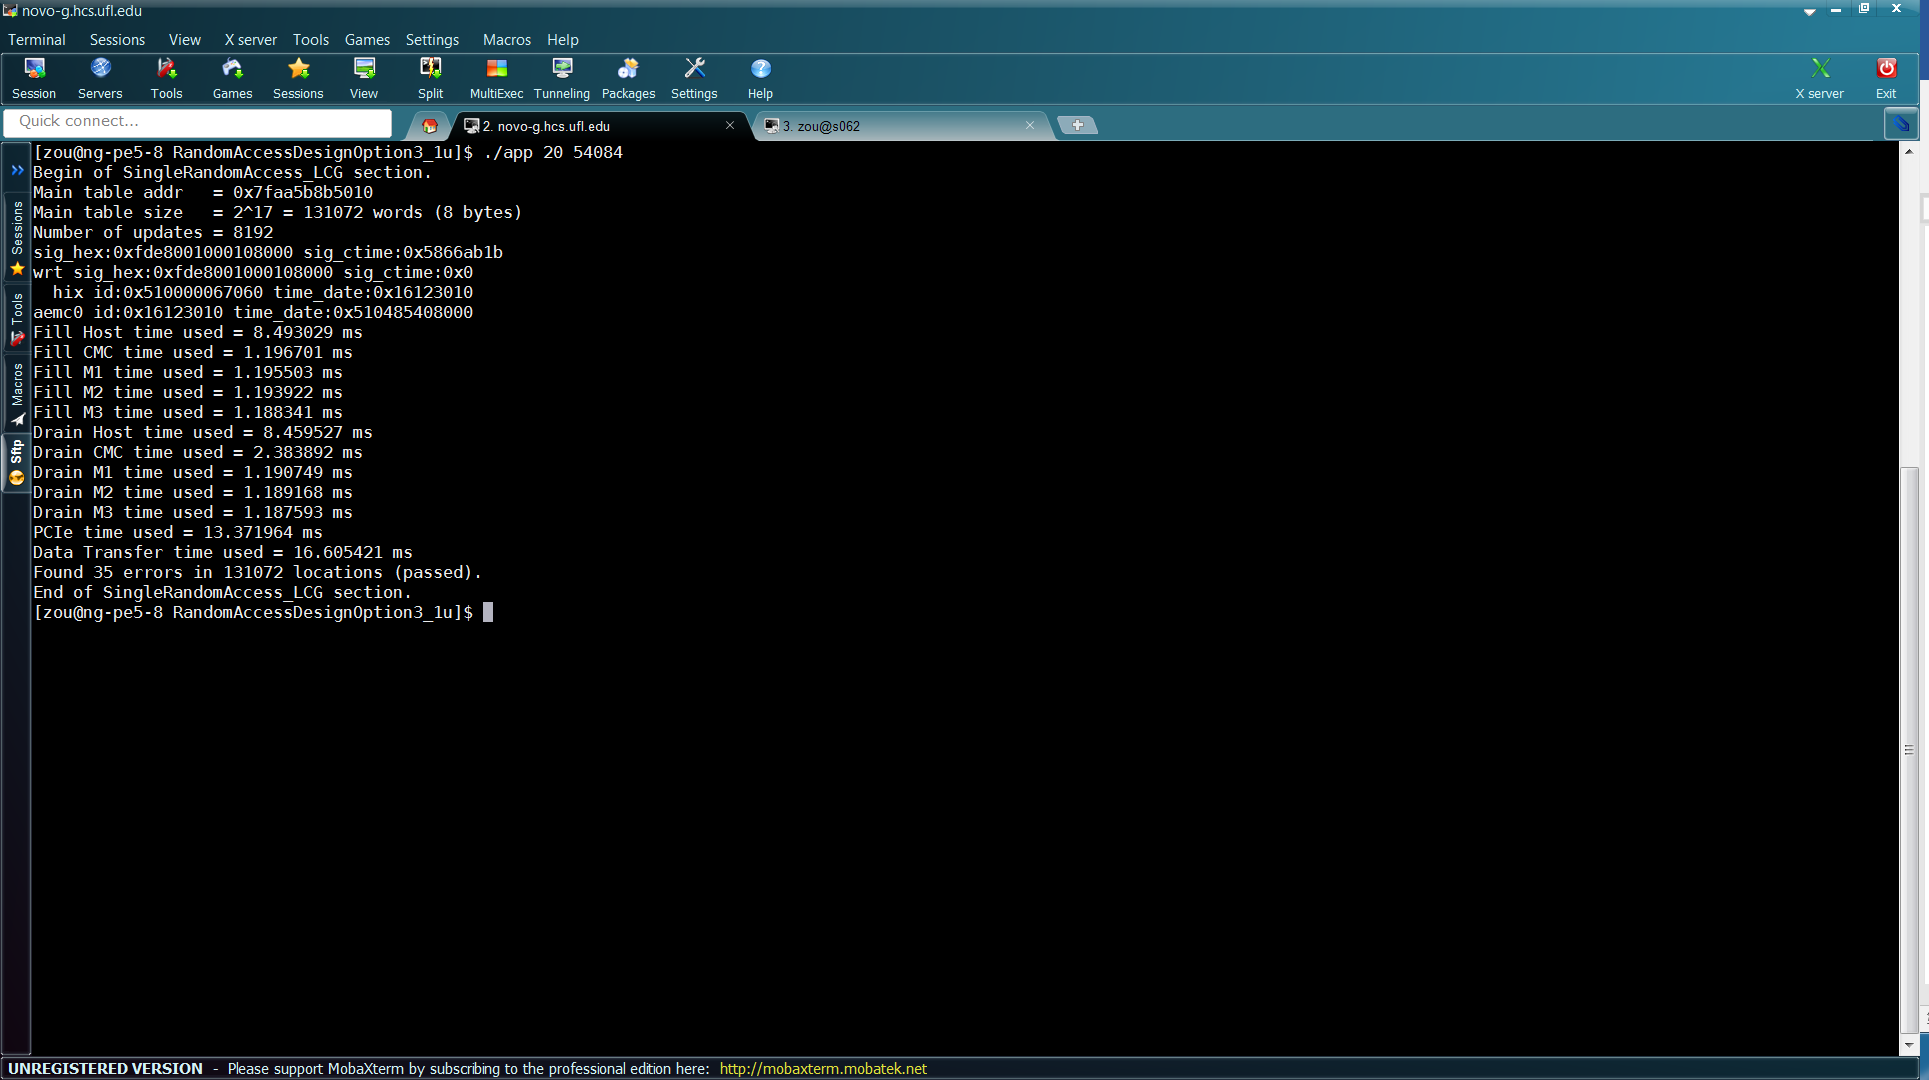 novo-g.hcs.ufl.edu
Terminal Sessions View X server Tools Games Settings Macros Help
Session Servers Tools Games Sessions View Split MultiExec Tunneling Packages Settings Help X server Exit
Quick connect... 2. novo-g.hcs.ufl.edu 3. zou@s062
[zou@ng-pe5-8 RandomAccessDesignOption3_1u]$ ./app 20 54084
Begin of SingleRandomAccess_LCG section.
Main table addr   = 0x7faa5b8b5010
Main table size   = 2^17 = 131072 words (8 bytes)
Number of updates = 8192
sig_hex:0xfde8001000108000 sig_ctime:0x5866ab1b
wrt sig_hex:0xfde8001000108000 sig_ctime:0x0
  hix id:0x510000067060 time_date:0x16123010
aemc0 id:0x16123010 time_date:0x510485408000
Fill Host time used = 8.493029 ms
Fill CMC time used = 1.196701 ms
Fill M1 time used = 1.195503 ms
Fill M2 time used = 1.193922 ms
Fill M3 time used = 1.188341 ms
Drain Host time used = 8.459527 ms
Drain CMC time used = 2.383892 ms
Drain M1 time used = 1.190749 ms
Drain M2 time used = 1.189168 ms
Drain M3 time used = 1.187593 ms
PCIe time used = 13.371964 ms
Data Transfer time used = 16.605421 ms
Found 35 errors in 131072 locations (passed).
End of SingleRandomAccess_LCG section.
[zou@ng-pe5-8 RandomAccessDesignOption3_1u]$
Sessions
Tools
Macros
Sftp
UNREGISTERED VERSION - Please support MobaXterm by subscribing to the professional edition here: http://mobaxterm.mobatek.net